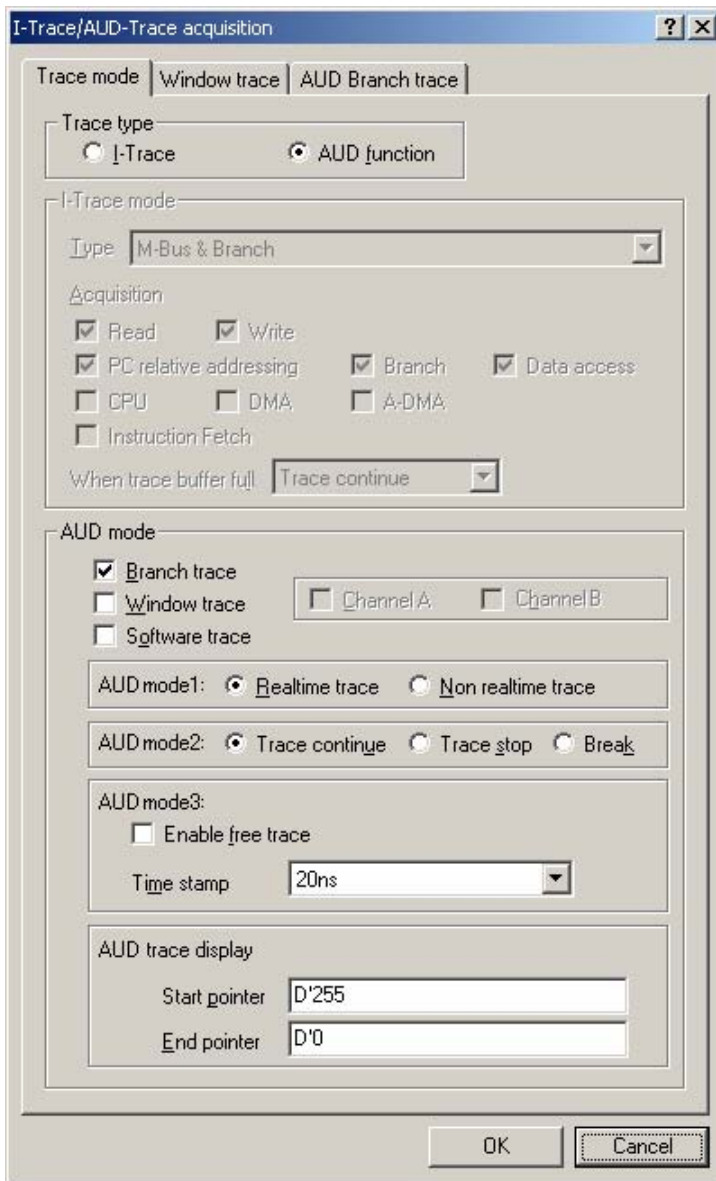 I-Trace/AUD-Trace acquisition
Trace mode Window trace AUD Branch trace
Trace type
I-Trace AUD function
I-Trace mode
Type M-Bus & Branch
Acquisition
Read Write
PC relative addressing Branch Data access
CPU DMA A-DMA
Instruction Fetch
When trace buffer full Trace continue
AUD mode
Branch trace
Window trace Channel A Channel B
Software trace
AUD mode1: Realtime trace Non realtime trace
AUD mode2: Trace continue Trace stop Break
AUD mode3:
Enable free trace
Time stamp 20ns
AUD trace display
Start pointer D'255
End pointer D'0
OK Cancel